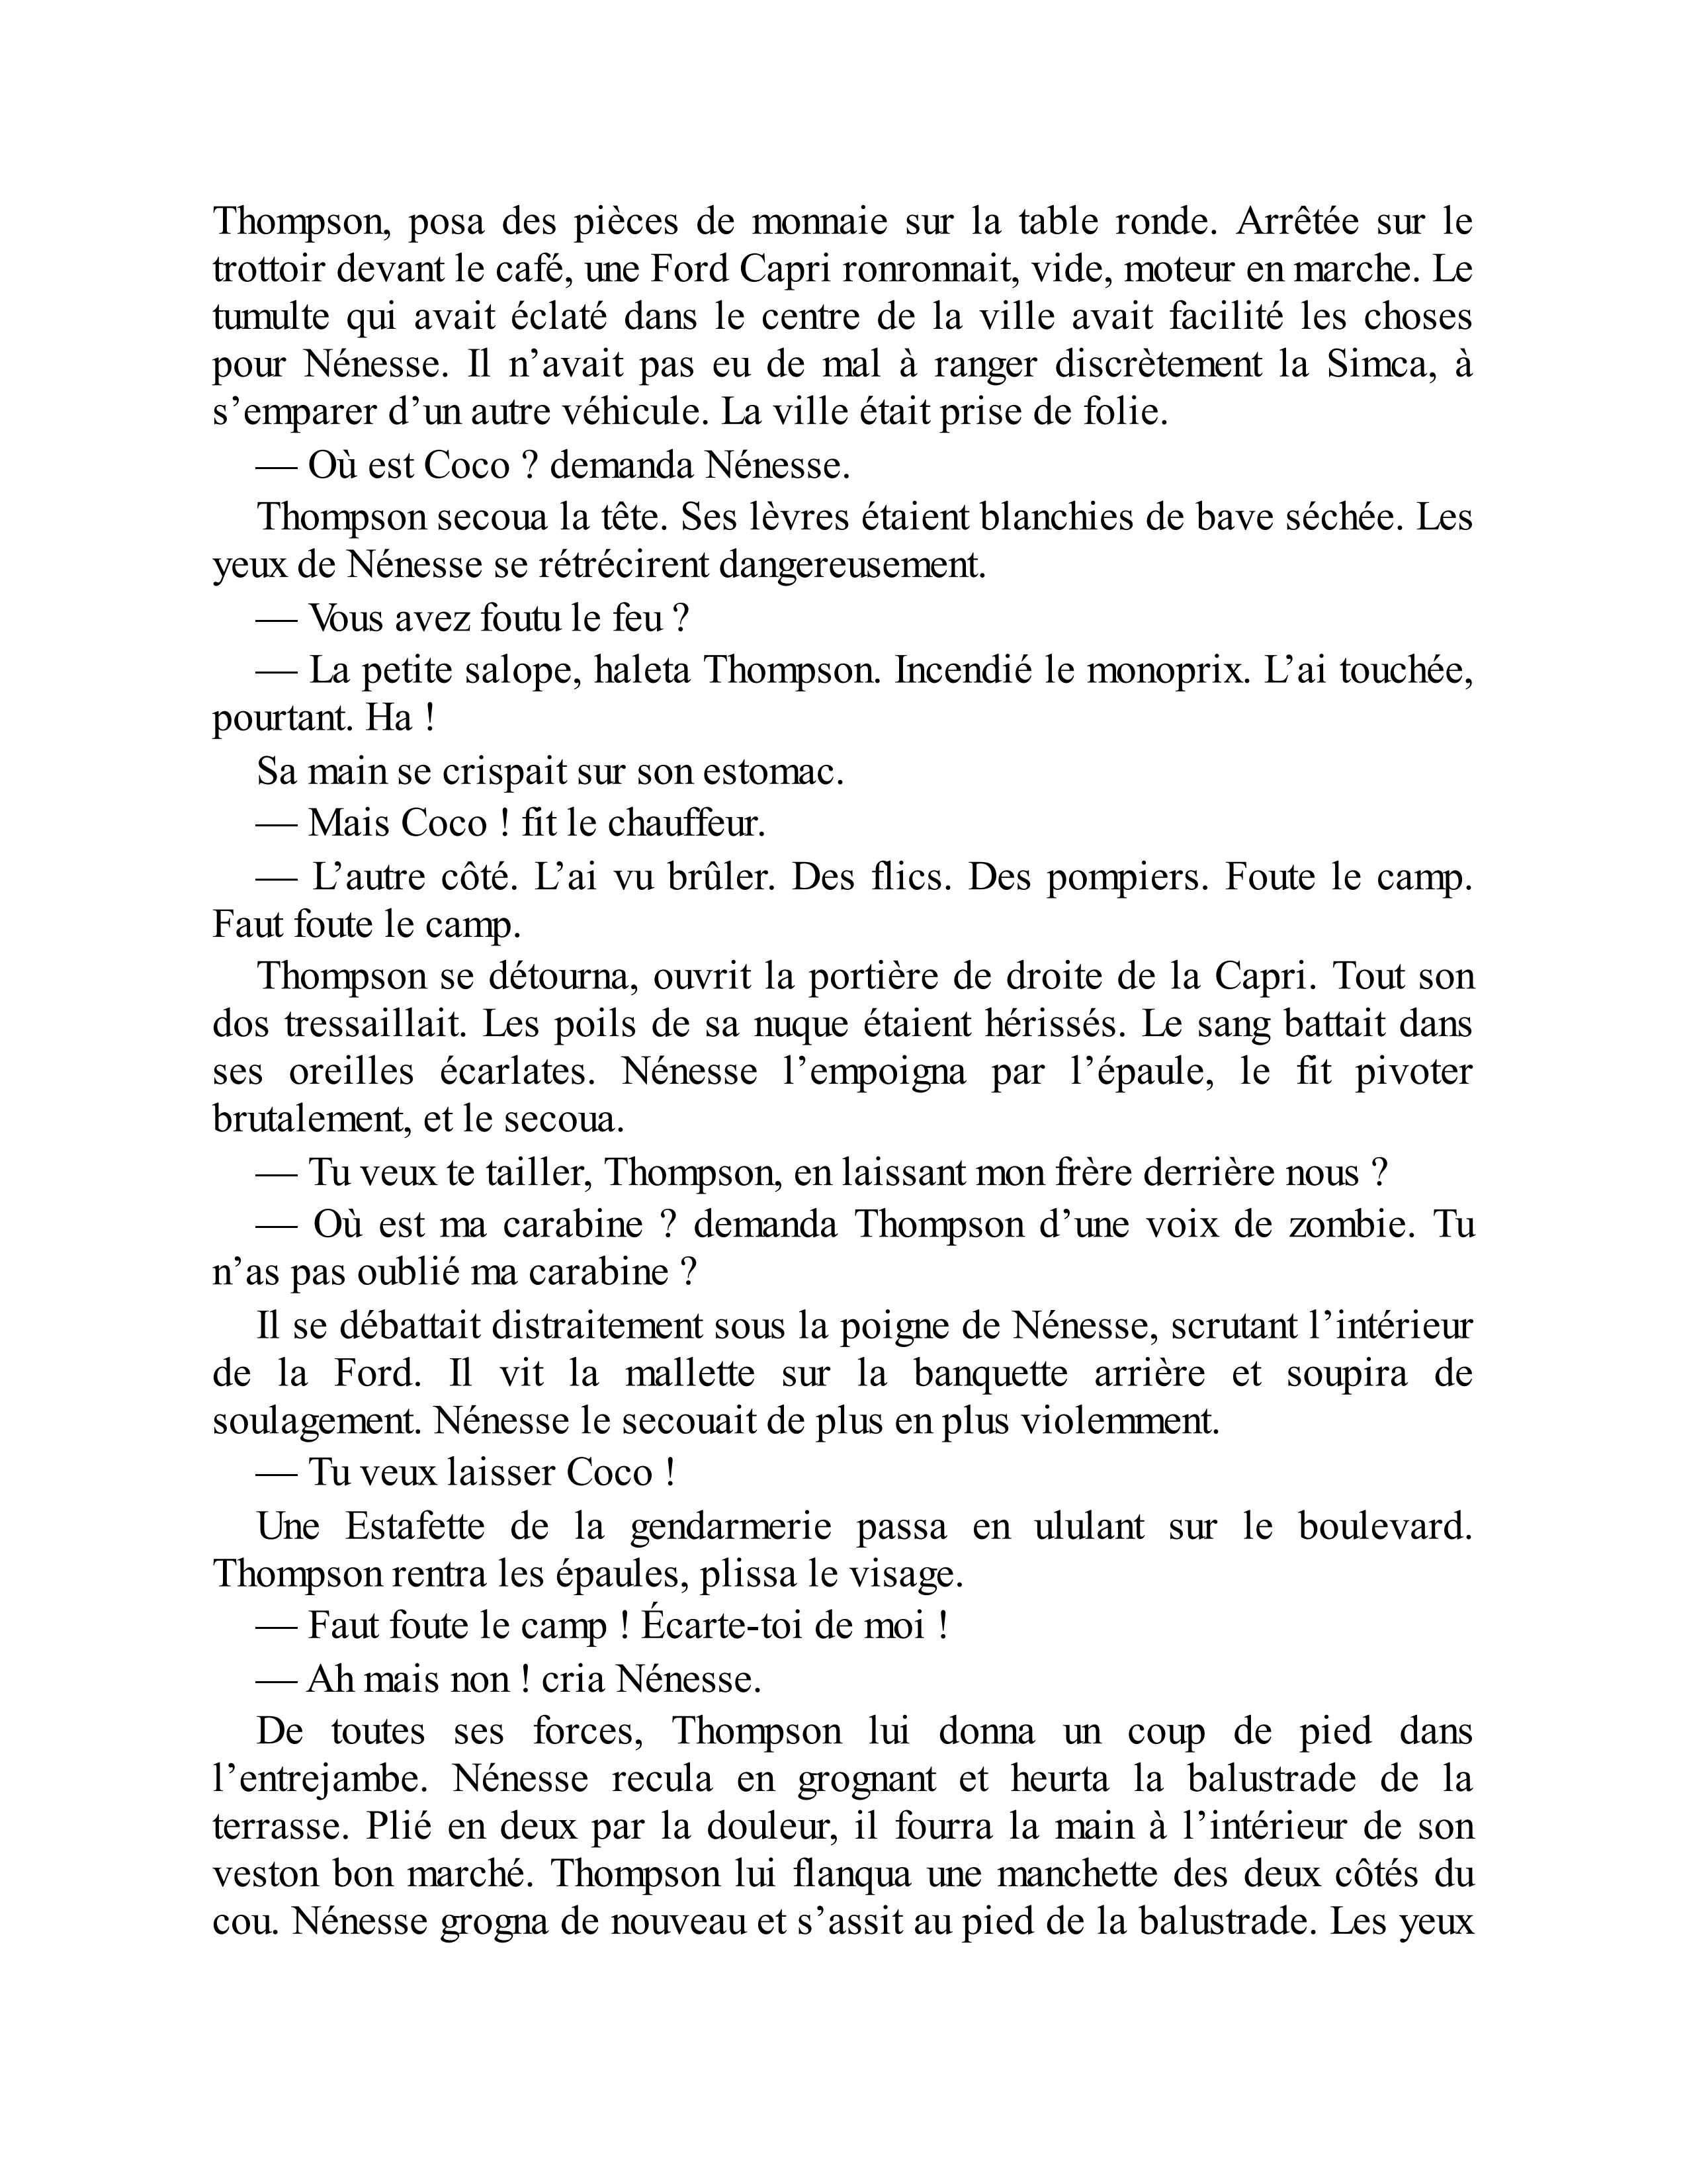 Thompson, posa des pièces de monnaie sur la table ronde. Arrêtée sur le
trottoir devant le café, une Ford Capri ronronnait, vide, moteur en marche. Le
tumulte qui avait éclaté dans le centre de la ville avait facilité les choses
pour Nénesse. Il n’avait pas eu de mal à ranger discrètement la Simca, à
s’emparer d’un autre véhicule. La ville était prise de folie.
— Où est Coco ? demanda Nénesse.
Thompson secoua la tête. Ses lèvres étaient blanchies de bave séchée. Les
yeux de Nénesse se rétrécirent dangereusement.
— Vous avez foutu le feu ?
— La petite salope, haleta Thompson. Incendié le monoprix. L’ai touchée,
pourtant. Ha !
Sa main se crispait sur son estomac.
— Mais Coco ! fit le chauffeur.
— L’autre côté. L’ai vu brûler. Des flics. Des pompiers. Foute le camp.
Faut foute le camp.
Thompson se détourna, ouvrit la portière de droite de la Capri. Tout son
dos tressaillait. Les poils de sa nuque étaient hérissés. Le sang battait dans
ses oreilles écarlates. Nénesse l’empoigna par l’épaule, le fit pivoter
brutalement, et le secoua.
— Tu veux te tailler, Thompson, en laissant mon frère derrière nous ?
— Où est ma carabine ? demanda Thompson d’une voix de zombie. Tu
n’as pas oublié ma carabine ?
Il se débattait distraitement sous la poigne de Nénesse, scrutant l’intérieur
de la Ford. Il vit la mallette sur la banquette arrière et soupira de
soulagement. Nénesse le secouait de plus en plus violemment.
— Tu veux laisser Coco !
Une Estafette de la gendarmerie passa en ululant sur le boulevard.
Thompson rentra les épaules, plissa le visage.
— Faut foute le camp ! Écarte-toi de moi !
— Ah mais non ! cria Nénesse.
De toutes ses forces, Thompson lui donna un coup de pied dans
l’entrejambe. Nénesse recula en grognant et heurta la balustrade de la
terrasse. Plié en deux par la douleur, il fourra la main à l’intérieur de son
veston bon marché. Thompson lui flanqua une manchette des deux côtés du
cou. Nénesse grogna de nouveau et s’assit au pied de la balustrade. Les yeux